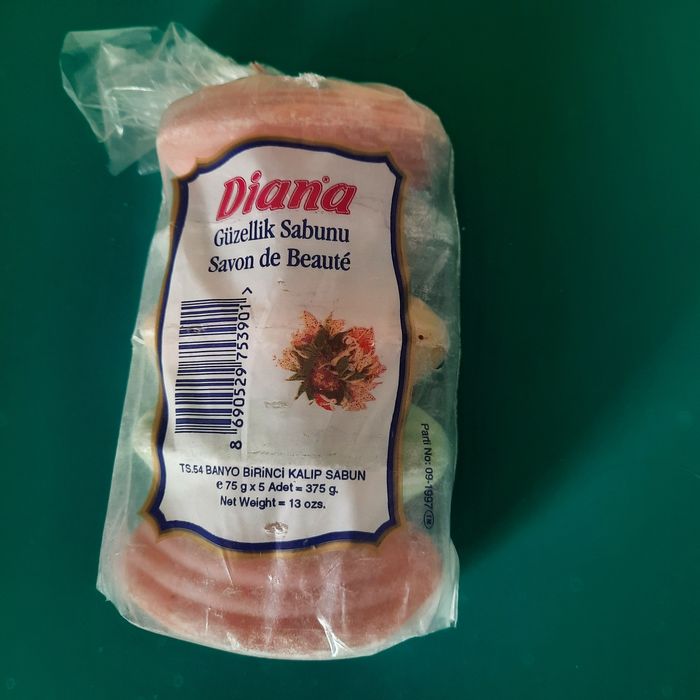 Diana
Güzellik Sabunu
Savon de Beauté
8 690529 753901 >
TS.54 BANYO BİRİNCİ KALIP SABUN
e 75 g x 5 Adet = 375 g.
Net Weight = 13 ozs.
Parti No: 09-1997